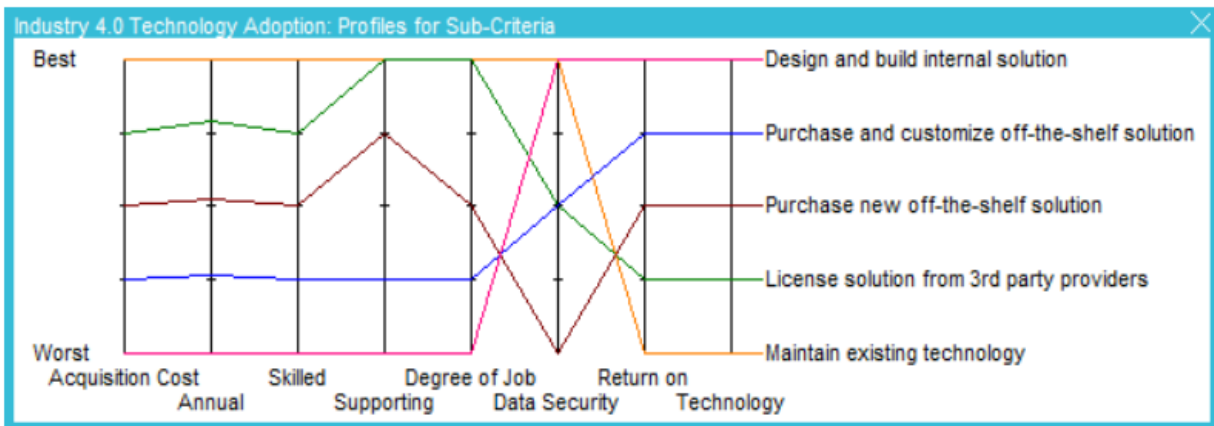 Industry 4.0 Technology Adoption: Profiles for Sub-Criteria
Best
Design and build internal solution
Purchase and customize off-the-shelf solution
Purchase new off-the-shelf solution
License solution from 3rd party providers
Worst
Maintain existing technology
Acquisition Cost Skilled Degree of Job Return on
Annual Supporting Data Security Technology